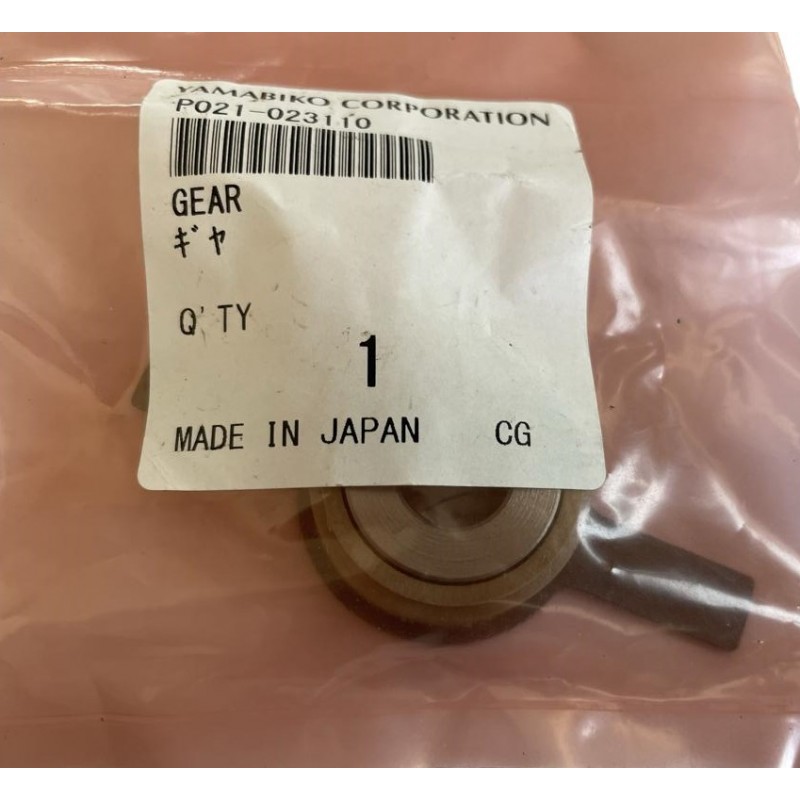 YAMABIKO CORPORATION
P021-023110
GEAR
ギヤ
Q'TY
1
MADE IN JAPAN CG